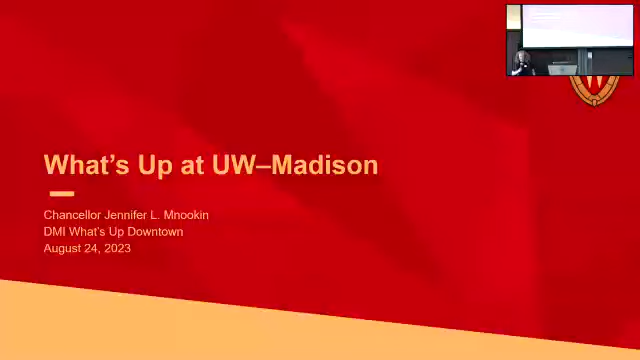 What's Up at UW–Madison
Chancellor Jennifer L. Mnookin
DMI What's Up Downtown
August 24, 2023